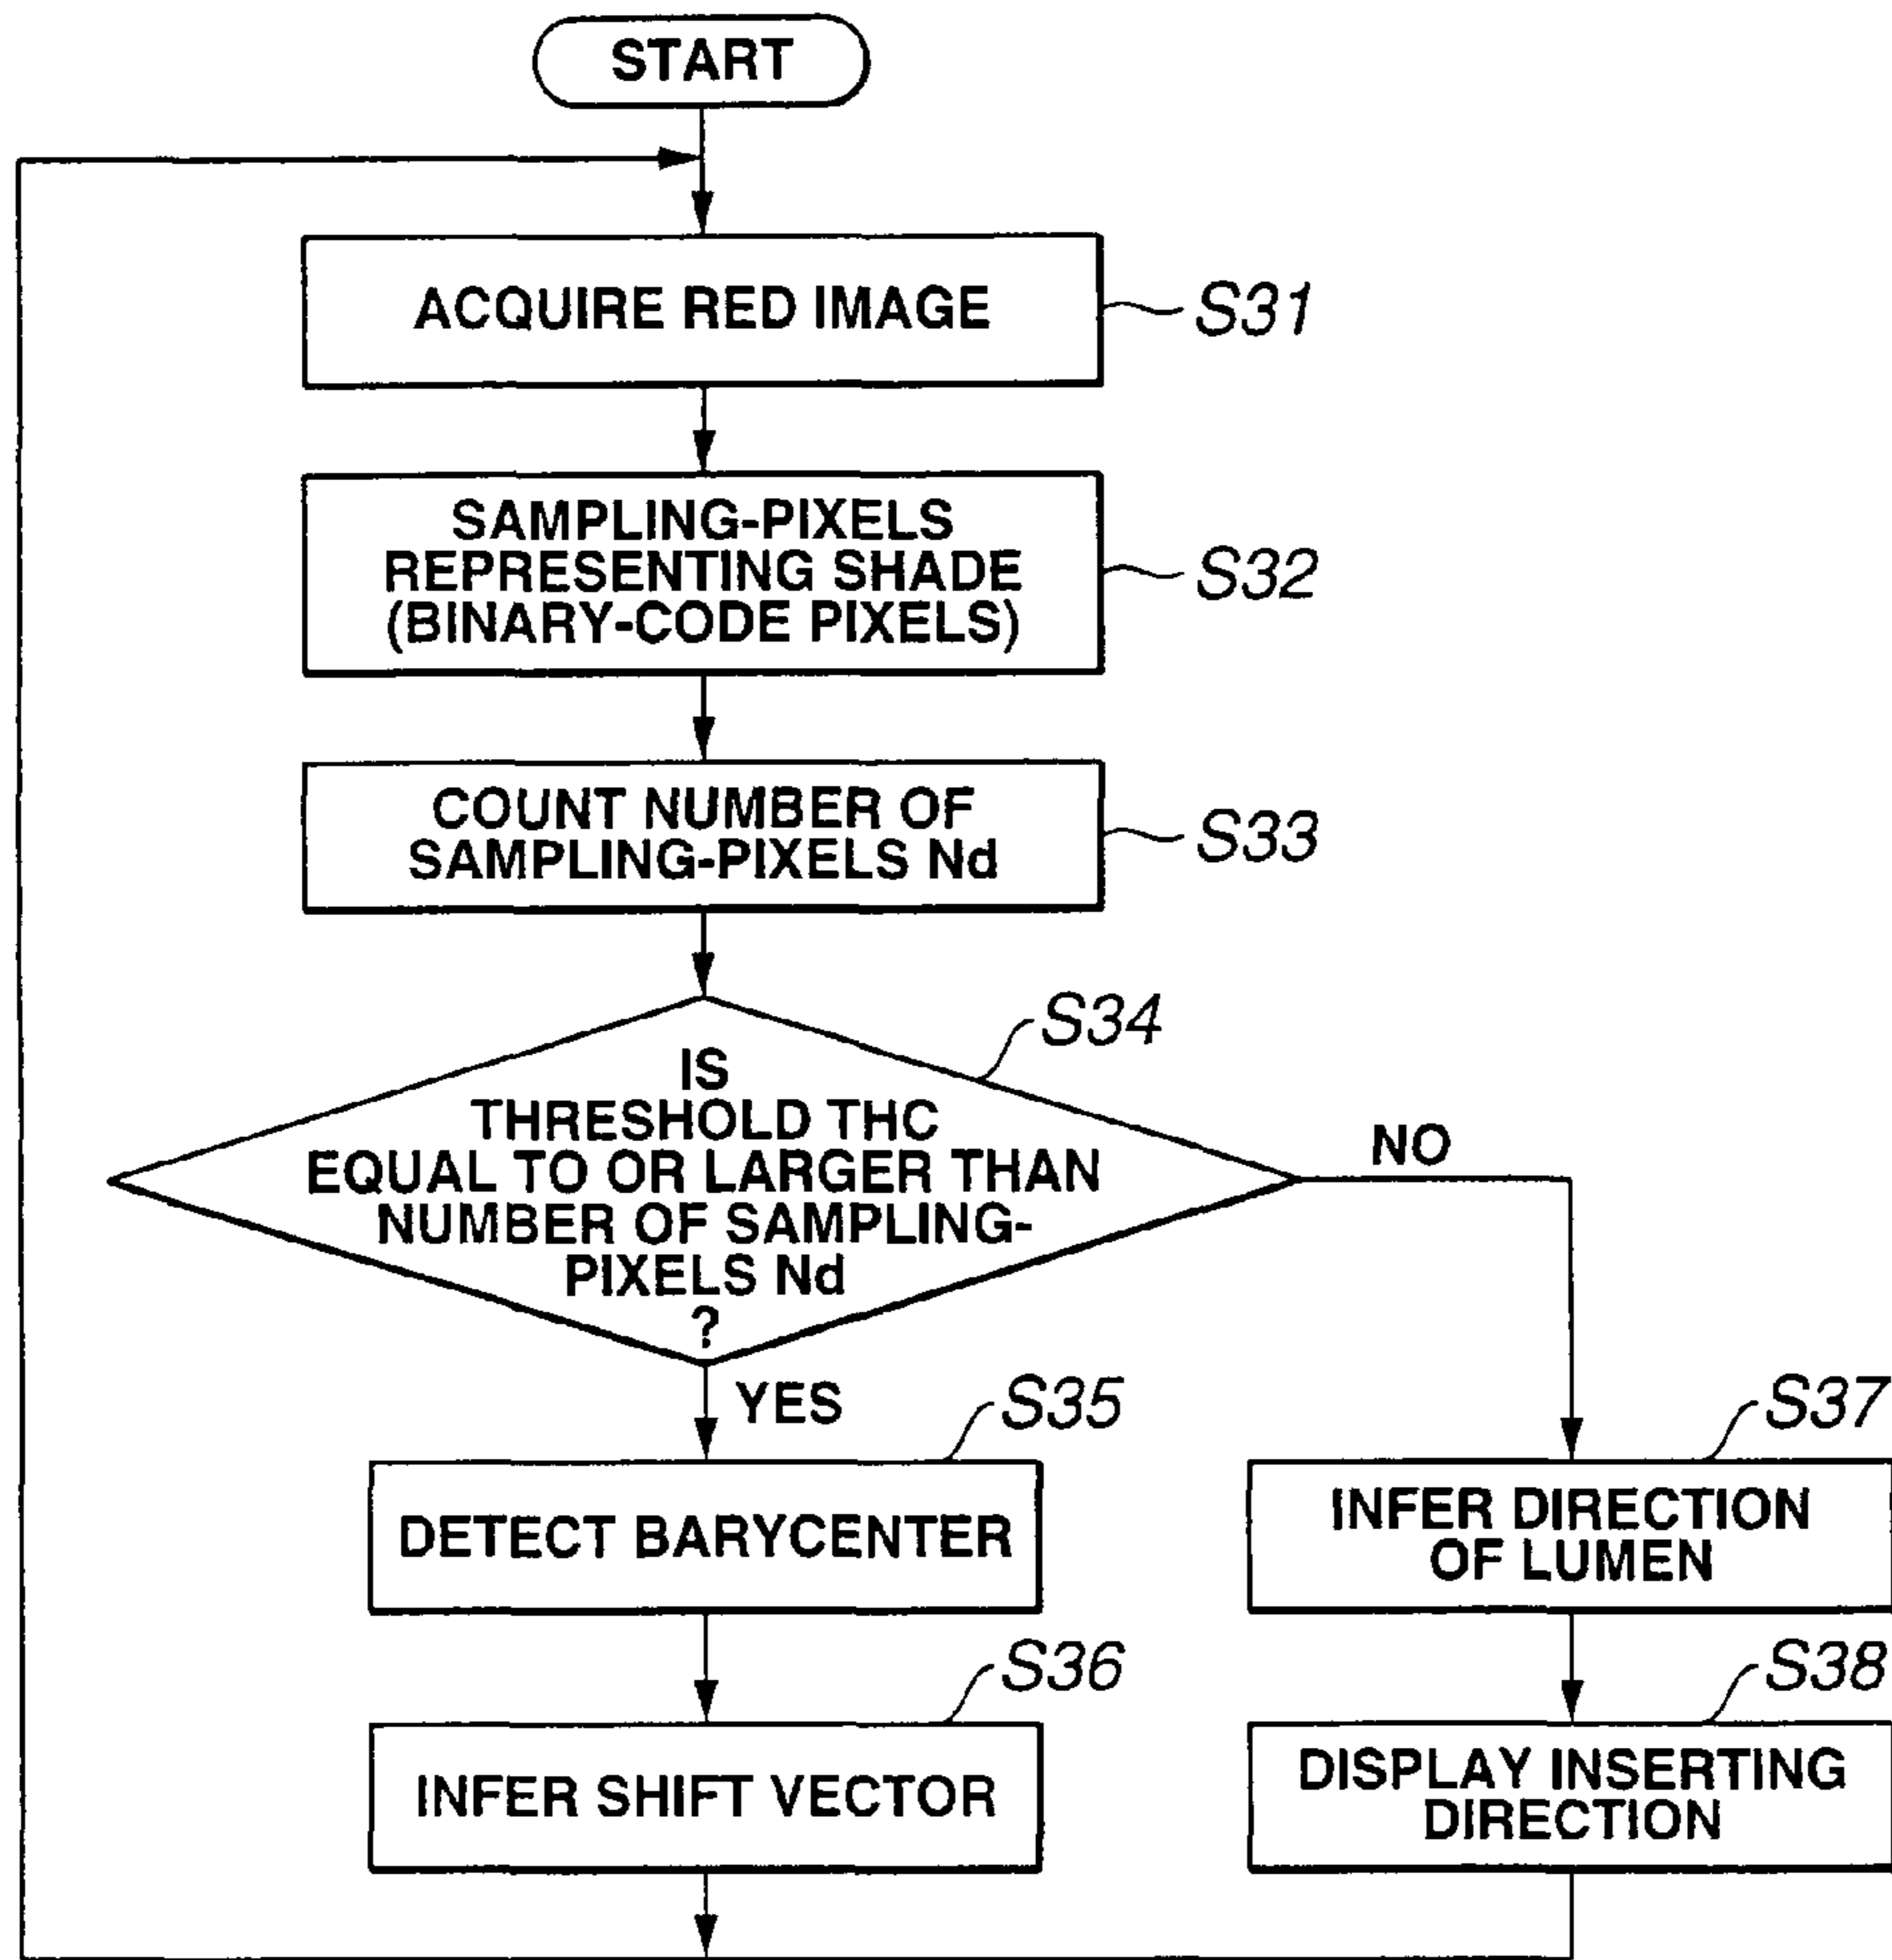 START
ACQUIRE RED IMAGE
S31
SAMPLING-PIXELS
REPRESENTING SHADE
(BINARY-CODE PIXELS)
S32
COUNT NUMBER OF
SAMPLING-PIXELS Nd
S33
S34
IS
THRESHOLD THC
EQUAL TO OR LARGER THAN
NUMBER OF SAMPLING-
PIXELS Nd
?
NO
YES
S35
DETECT BARYCENTER
S36
INFER SHIFT VECTOR
S37
INFER DIRECTION
OF LUMEN
S38
DISPLAY INSERTING
DIRECTION